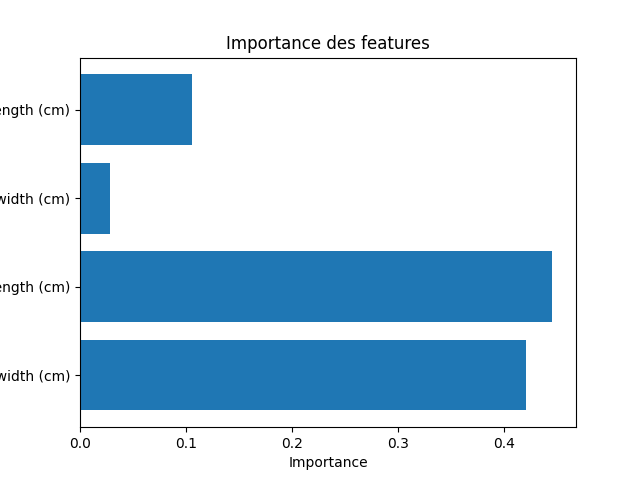 Importance des features
ength (cm)
width (cm)
ength (cm)
width (cm)
0.0 0.1 0.2 0.3 0.4
Importance